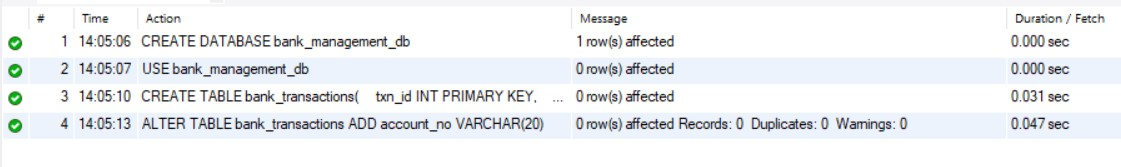 # Time Action Message Duration / Fetch
1 14:05:06 CREATE DATABASE bank_management_db 1 row(s) affected 0.000 sec
2 14:05:07 USE bank_management_db 0 row(s) affected 0.000 sec
3 14:05:10 CREATE TABLE bank_transactions( txn_id INT PRIMARY KEY, ... 0 row(s) affected 0.031 sec
4 14:05:13 ALTER TABLE bank_transactions ADD account_no VARCHAR(20) 0 row(s) affected Records: 0 Duplicates: 0 Warnings: 0 0.047 sec